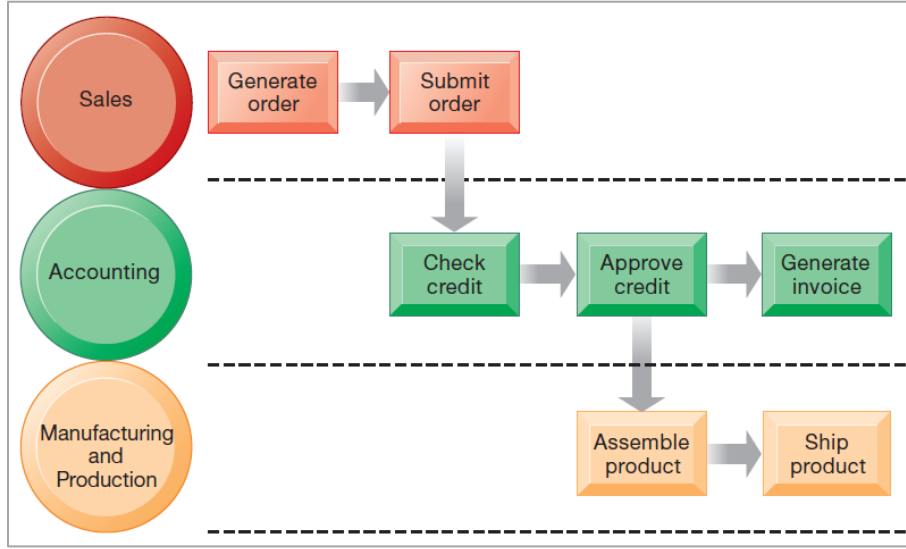 Sales
Generate
order
Submit
order
Accounting
Check
credit
Approve
credit
Generate
invoice
Manufacturing
and
Production
Assemble
product
Ship
product